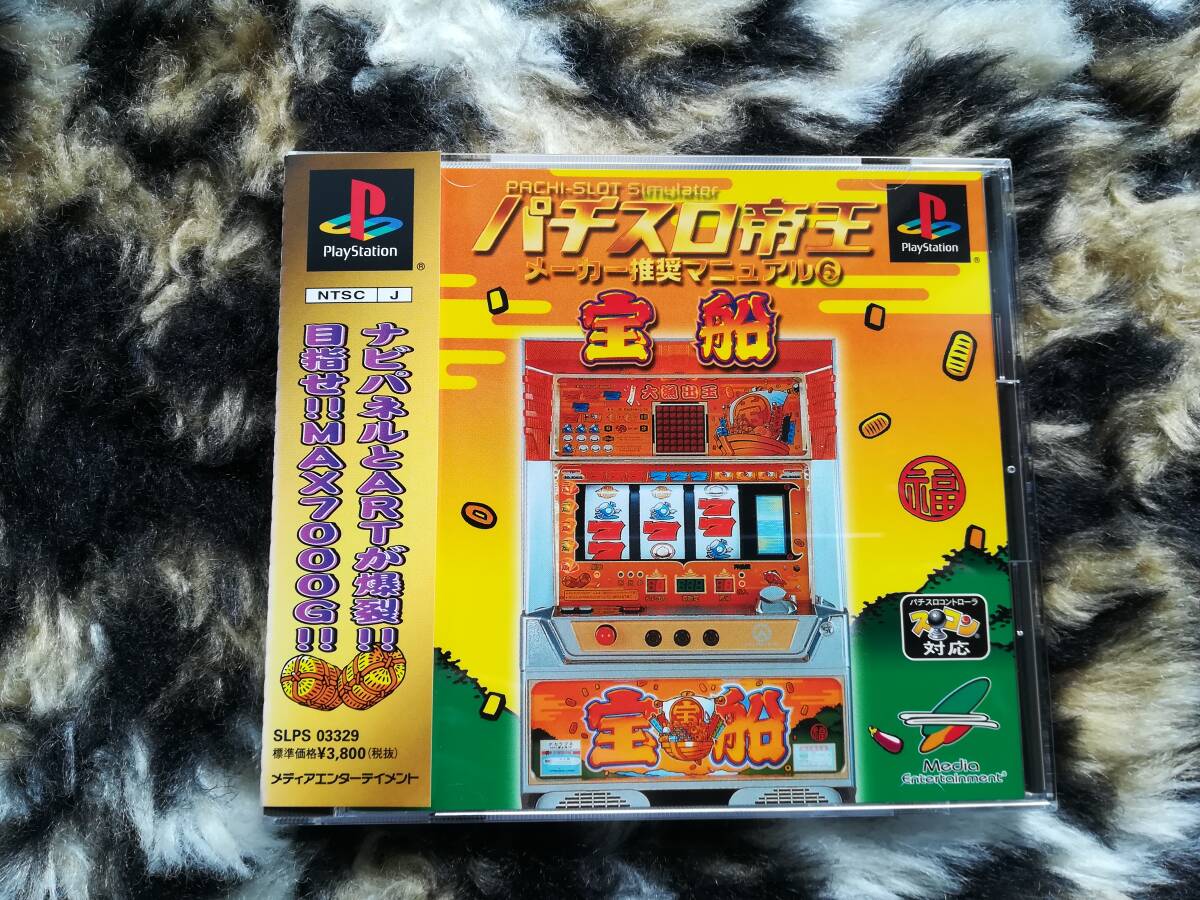 PlayStation
®
NTSC J
ナビパネルとARTが爆裂!!
目指せ!!MAX7000G!!
SLPS 03329
標準価格¥3,800(税抜)
メディアエンターテイメント
PACHI-SLOT Simulator
パチスロ帝王
メーカー推奨マニュアル⑥
宝船
PlayStation
®
777
福
パチスロコントローラ
スロコン
対応
宝船
宝
福
Media
Entertainment